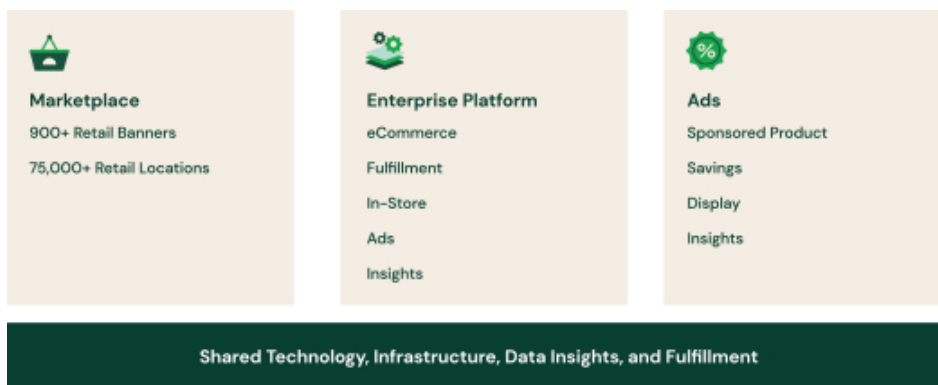 Marketplace
900+ Retail Banners
75,000+ Retail Locations
Enterprise Platform
eCommerce
Fulfillment
In-Store
Ads
Insights
Ads
Sponsored Product
Savings
Display
Insights
Shared Technology, Infrastructure, Data Insights, and Fulfillment